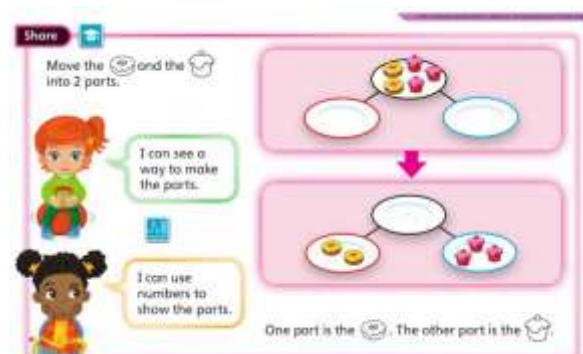 Share
Move the and the
into 2 parts.
I can see a
way to make
the parts.
I can use
numbers to
show the parts.
One part is the . The other part is the .